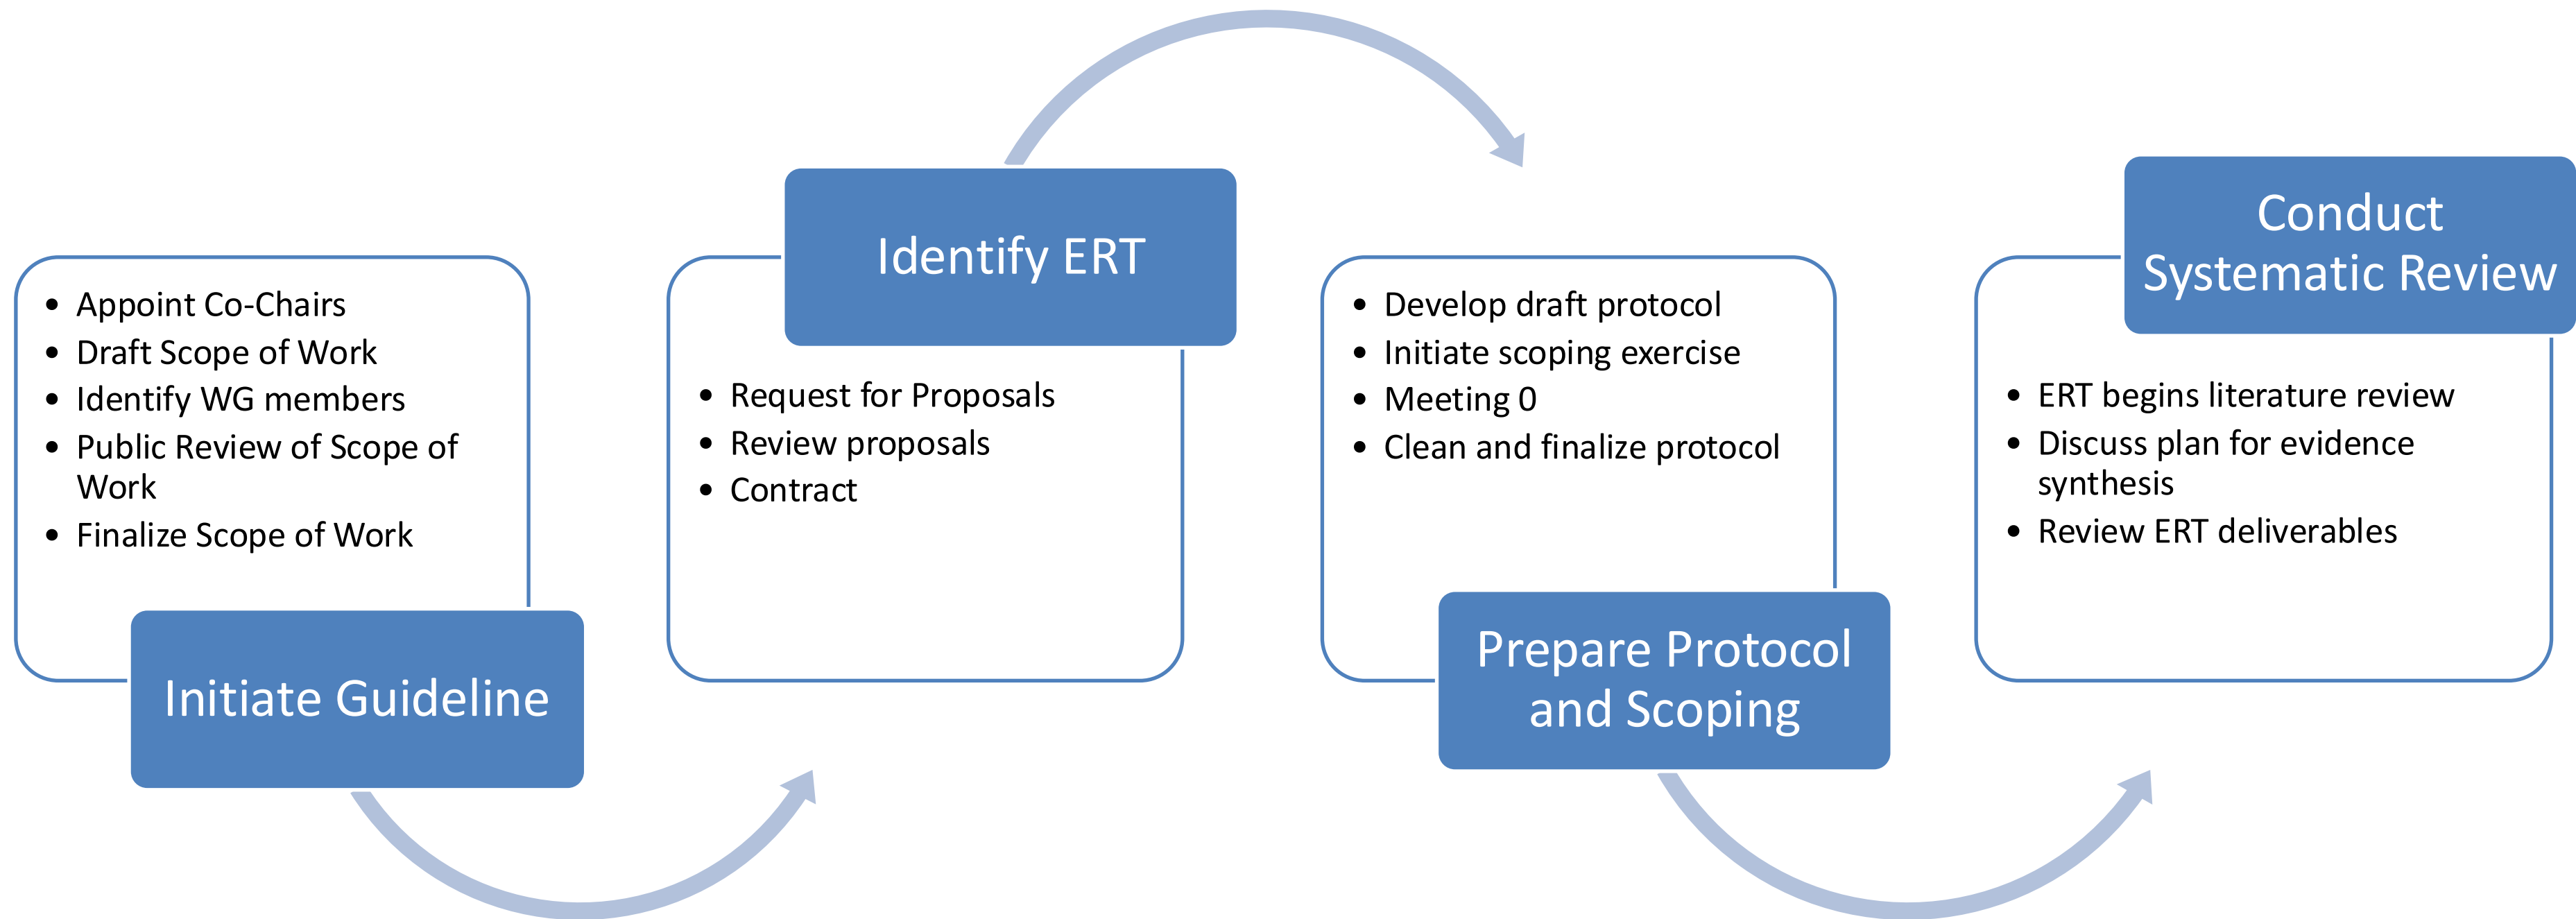 • Appoint Co-Chairs
• Draft Scope of Work
• Identify WG members
• Public Review of Scope of
Work
• Finalize Scope of Work
Initiate Guideline
Identify ERT
• Request for Proposals
• Review proposals
• Contract
• Develop draft protocol
• Initiate scoping exercise
• Meeting 0
• Clean and finalize protocol
Prepare Protocol
and Scoping
Conduct
Systematic Review
• ERT begins literature review
• Discuss plan for evidence
synthesis
• Review ERT deliverables